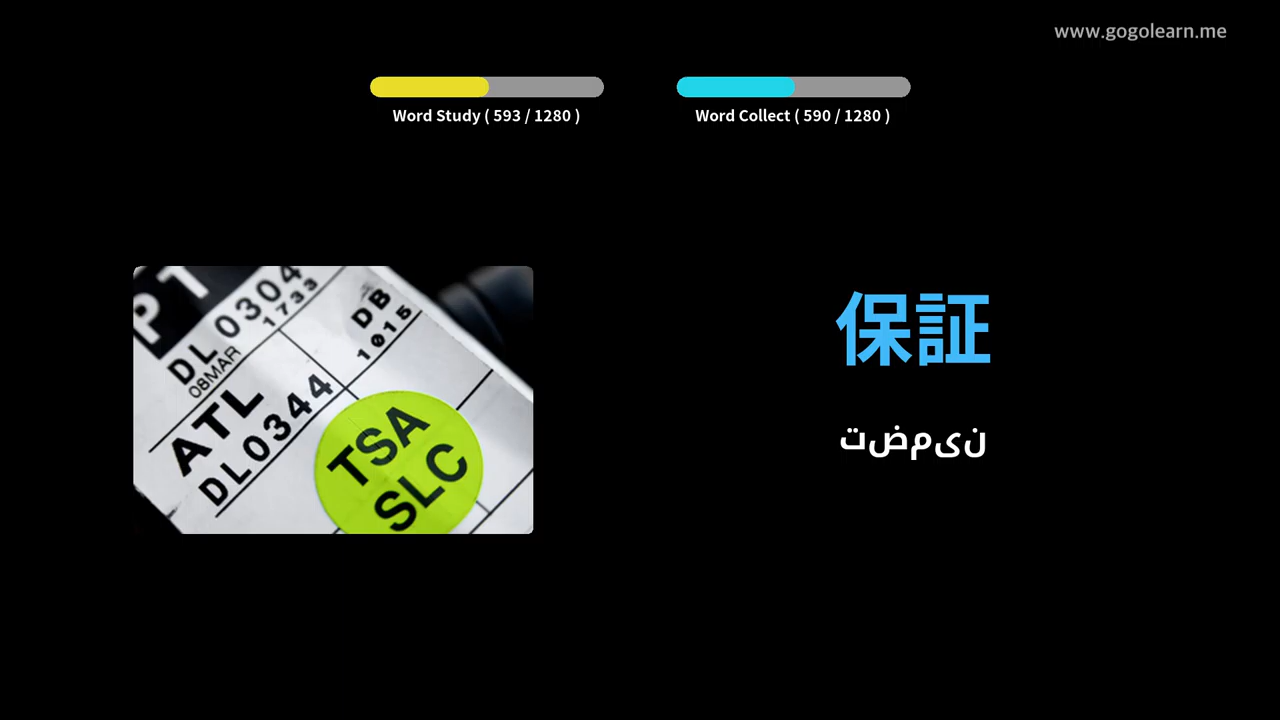 www.gogolearn.me
Word Study ( 593 / 1280 )
Word Collect ( 590 / 1280 )
P1
DL0304
1733
08MAR
DB
1015
ATL
DL0344
TSA
SLC
保証
تضمین